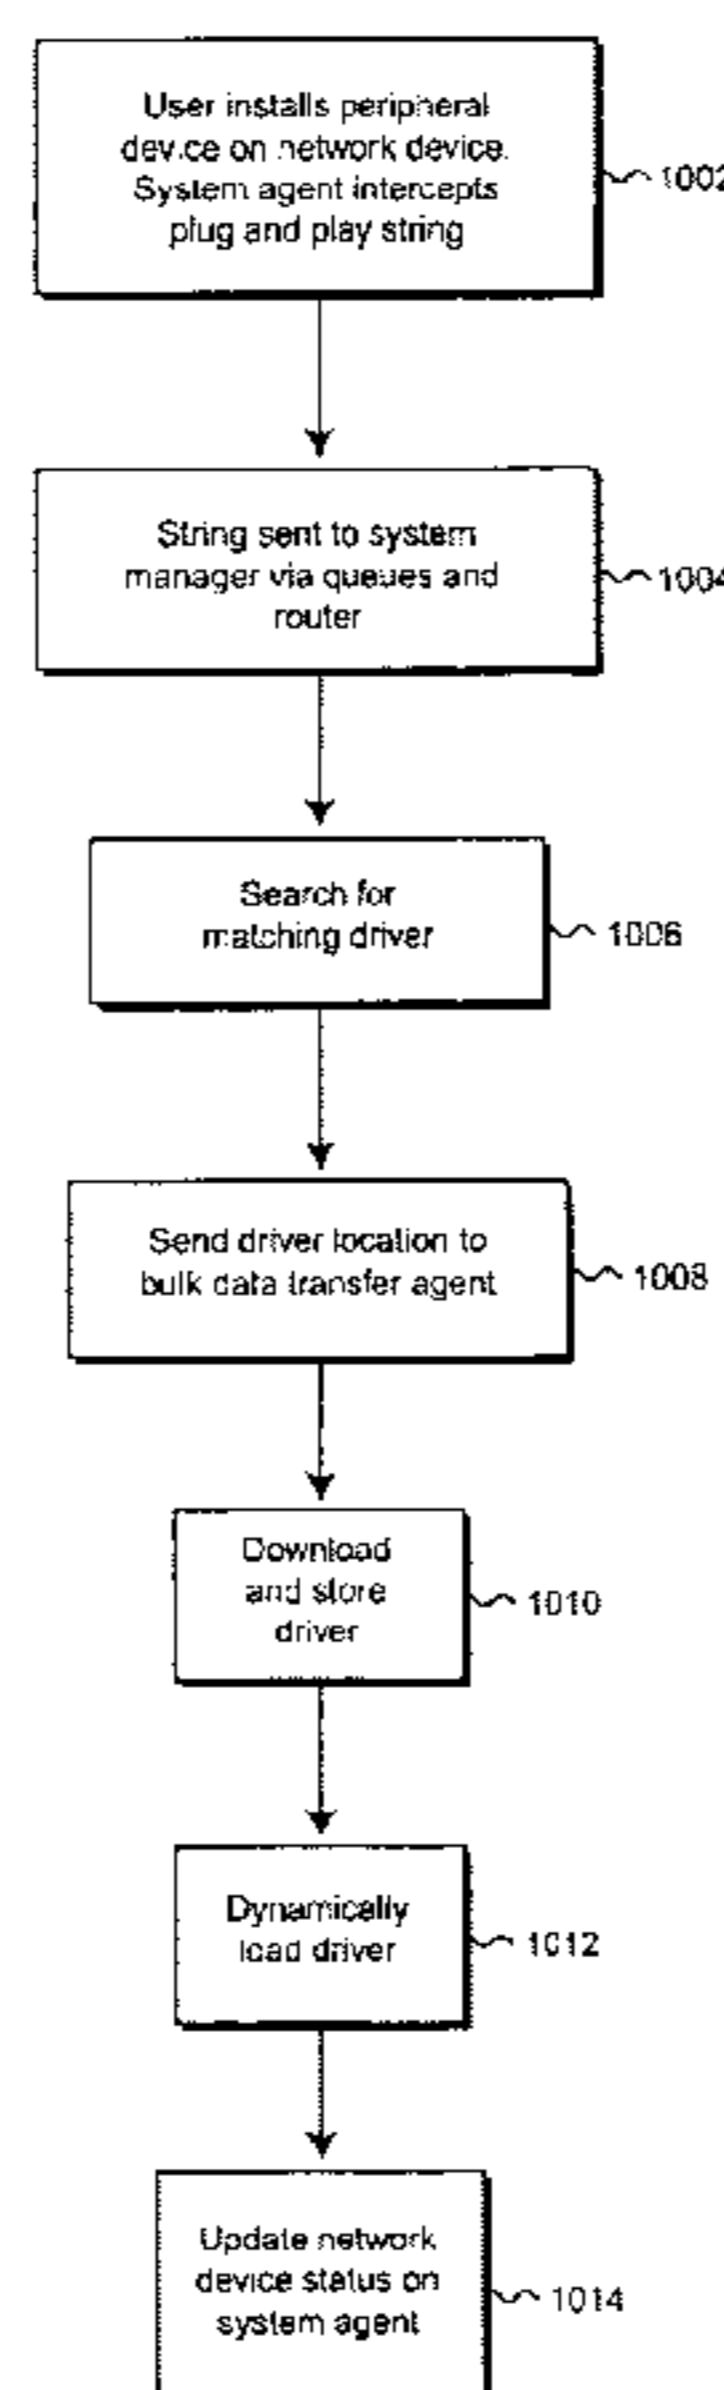 User installs peripheral
device on network device.
System agent intercepts
plug and play string
1002
String sent to system
manager via queues and
router
1004
Search for
matching driver
1006
Send driver location to
bulk data transfer agent
1008
Download
and store
driver
1010
Dynamically
load driver
1012
Update network
device status on
system agent
1014